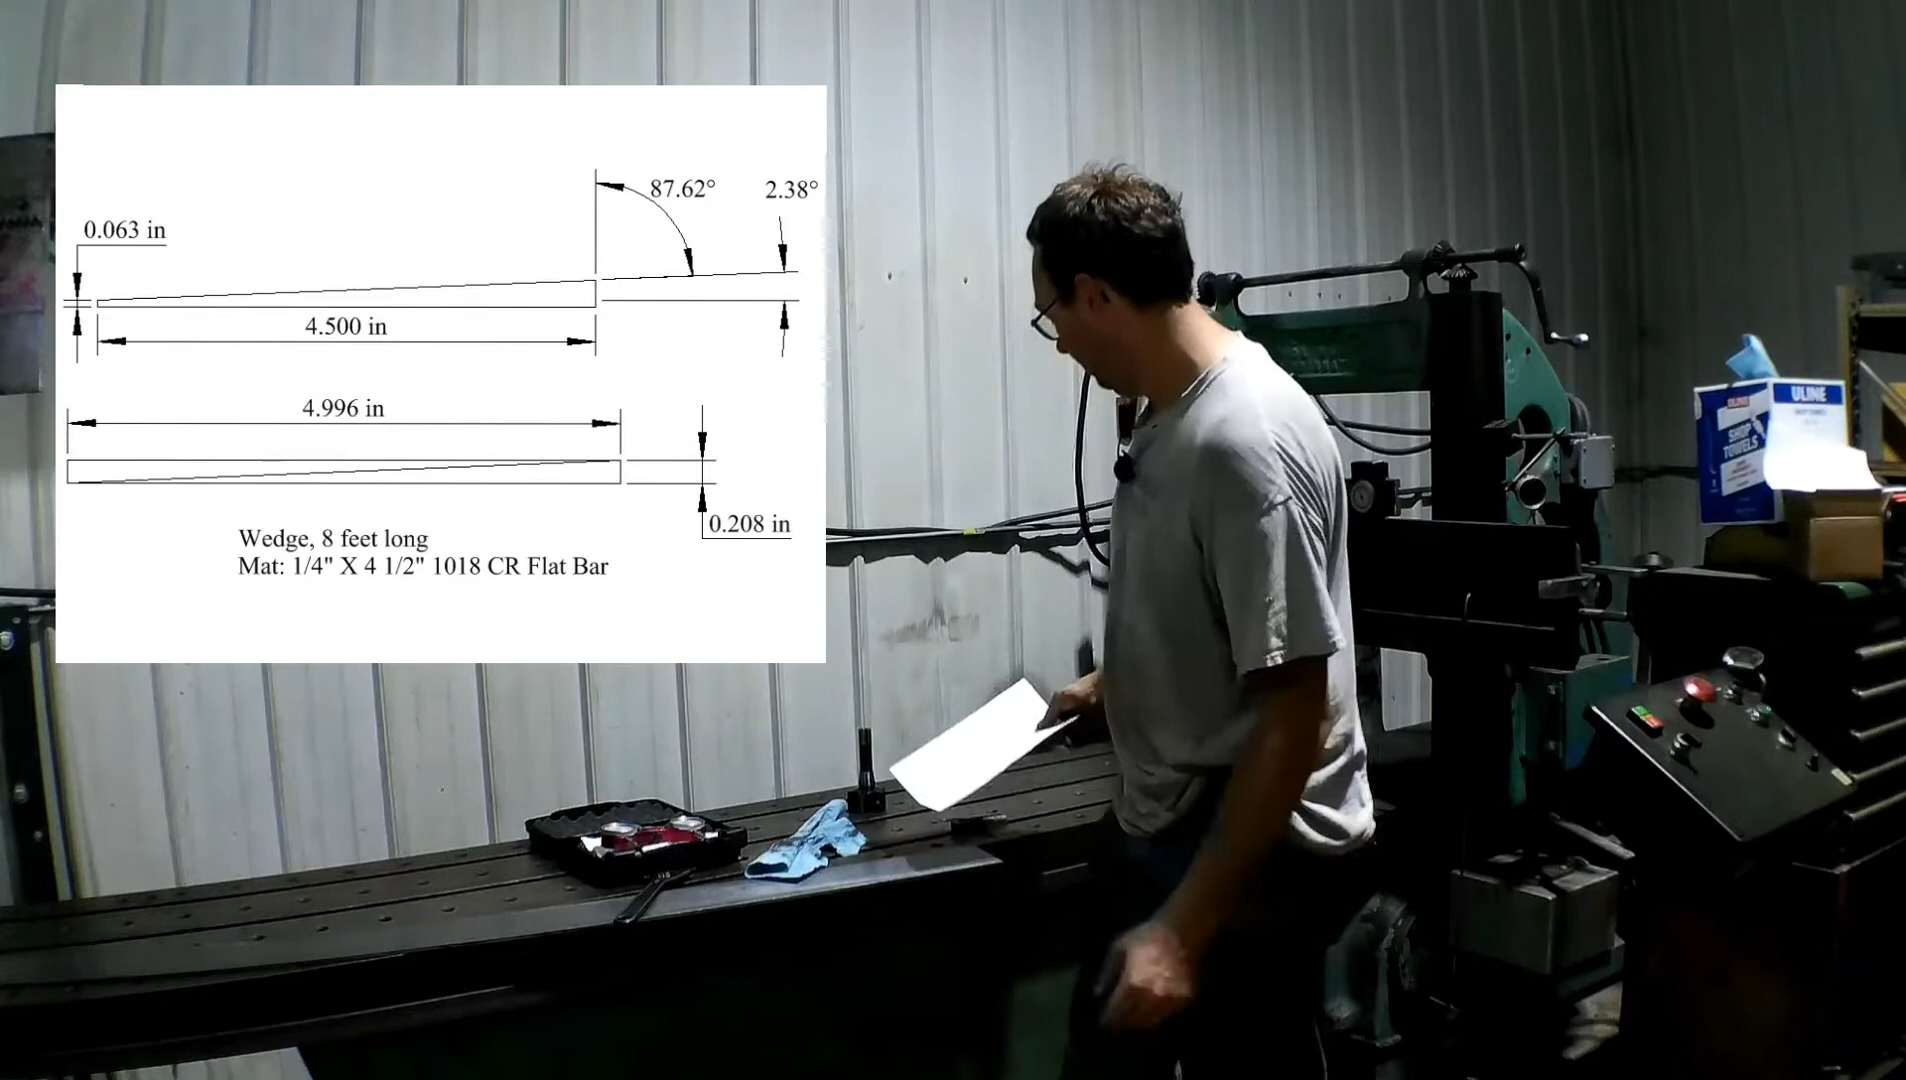 87.62°
2.38°
0.063 in
4.500 in
4.996 in
0.208 in
Wedge, 8 feet long
Mat: 1/4" X 4 1/2" 1018 CR Flat Bar
ULINE
ULINE
SHOP
TOWELS